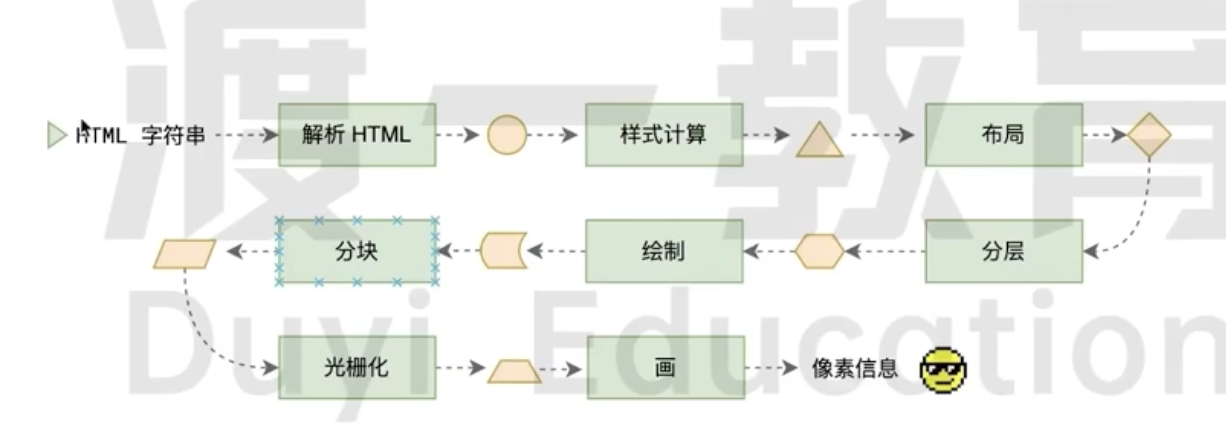 HTML 字符串 解析 HTML 样式计算 布局
分块 绘制 分层
光栅化 画 像素信息
渡一教育
Duyi Education